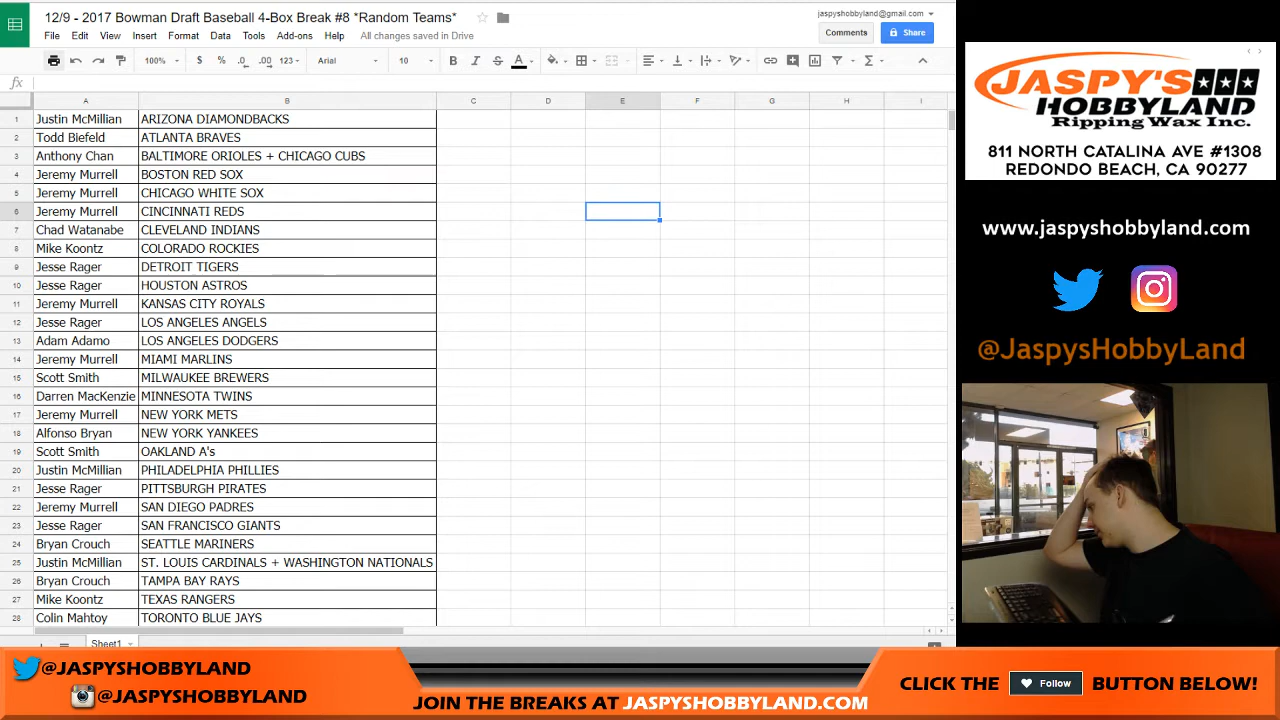 12/9 - 2017 Bowman Draft Baseball 4-Box Break #8 *Random Teams*
jaspyshobbyland@gmail.com
File Edit View Insert Format Data Tools Add-ons Help All changes saved in Drive
Comments
Share
100% $ % .0 .00 123 Arial 10 B I S A
fx
A B C D E F G H I
1 Justin McMillian ARIZONA DIAMONDBACKS
2 Todd Biefeld ATLANTA BRAVES
3 Anthony Chan BALTIMORE ORIOLES + CHICAGO CUBS
4 Jeremy Murrell BOSTON RED SOX
5 Jeremy Murrell CHICAGO WHITE SOX
6 Jeremy Murrell CINCINNATI REDS
7 Chad Watanabe CLEVELAND INDIANS
8 Mike Koontz COLORADO ROCKIES
9 Jesse Rager DETROIT TIGERS
10 Jesse Rager HOUSTON ASTROS
11 Jeremy Murrell KANSAS CITY ROYALS
12 Jesse Rager LOS ANGELES ANGELS
13 Adam Adamo LOS ANGELES DODGERS
14 Jeremy Murrell MIAMI MARLINS
15 Scott Smith MILWAUKEE BREWERS
16 Darren MacKenzie MINNESOTA TWINS
17 Jeremy Murrell NEW YORK METS
18 Alfonso Bryan NEW YORK YANKEES
19 Scott Smith OAKLAND A's
20 Justin McMillian PHILADELPHIA PHILLIES
21 Jesse Rager PITTSBURGH PIRATES
22 Jeremy Murrell SAN DIEGO PADRES
23 Jesse Rager SAN FRANCISCO GIANTS
24 Bryan Crouch SEATTLE MARINERS
25 Justin McMillian ST. LOUIS CARDINALS + WASHINGTON NATIONALS
26 Bryan Crouch TAMPA BAY RAYS
27 Mike Koontz TEXAS RANGERS
28 Colin Mahtoy TORONTO BLUE JAYS
Sheet1
JASPY'S
HOBBYLAND
Ripping Wax Inc.
811 NORTH CATALINA AVE #1308
REDONDO BEACH, CA 90277
www.jaspyshobbyland.com
@JaspysHobbyLand
@JASPYSHOBBYLAND
@JASPYSHOBBYLAND
JOIN THE BREAKS AT JASPYSHOBBYLAND.COM
CLICK THE Follow BUTTON BELOW!